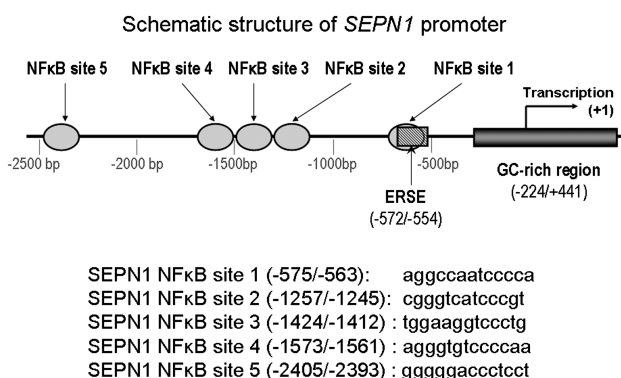 Schematic structure of SEPN1 promoter
NFκB site 5 NFκB site 4 NFκB site 3 NFκB site 2 NFκB site 1
Transcription
(+1)
-2500 bp -2000 bp -1500bp -1000bp -500bp
GC-rich region
(-224/+441)
ERSE
(-572/-554)
SEPN1 NFκB site 1 (-575/-563): aggccaatcccca
SEPN1 NFκB site 2 (-1257/-1245): cgggtcatcccgt
SEPN1 NFκB site 3 (-1424/-1412) : tggaaggtccctg
SEPN1 NFκB site 4 (-1573/-1561) : agggtgtccccaa
SEPN1 NFκB site 5 (-2405/-2393) : gggggaccctcct